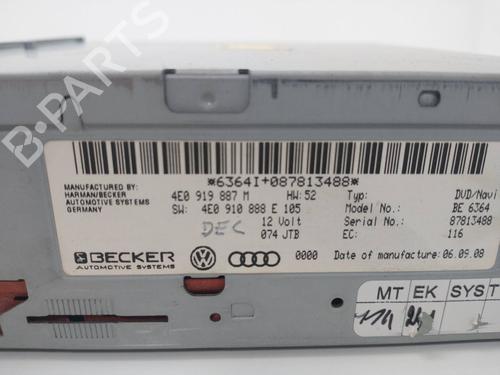 B-PARTS
*6364I+087813488*
MANUFACTURED BY:
HARMAN/BECKER
AUTOMOTIVE SYSTEMS
GERMANY
4E0 919 887 M HW: 52 Typ: DVD/Navi
SW: 4E0 910 888 E 105 Model No.: BE 6364
12 Volt Serial No.: 87813488
074 JTB EC: 116
DEC
BECKER
AUTOMOTIVE SYSTEMS
0000 Date of manufacture: 06.09.08
MT EK SYS T